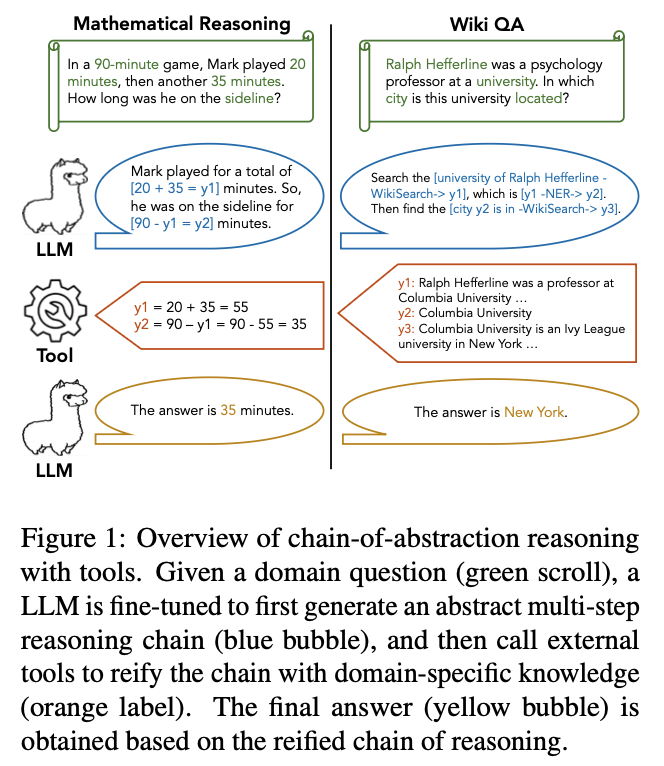 Mathematical Reasoning
In a 90-minute game, Mark played 20
minutes, then another 35 minutes.
How long was he on the sideline?
LLM
Mark played for a total of
[20 + 35 = y1] minutes. So,
he was on the sideline for
[90 - y1 = y2] minutes.
Tool
y1 = 20 + 35 = 55
y2 = 90 – y1 = 90 - 55 = 35
LLM
The answer is 35 minutes.
Wiki QA
Ralph Hefferline was a psychology
professor at a university. In which
city is this university located?
Search the [university of Ralph Hefferline -
WikiSearch-> y1], which is [y1 -NER-> y2].
Then find the [city y2 is in -WikiSearch-> y3].
y1: Ralph Hefferline was a professor at
Columbia University ...
y2: Columbia University
y3: Columbia University is an Ivy League
university in New York ...
The answer is New York.
Figure 1: Overview of chain-of-abstraction reasoning
with tools. Given a domain question (green scroll), a
LLM is fine-tuned to first generate an abstract multi-step
reasoning chain (blue bubble), and then call external
tools to reify the chain with domain-specific knowledge
(orange label). The final answer (yellow bubble) is
obtained based on the reified chain of reasoning.